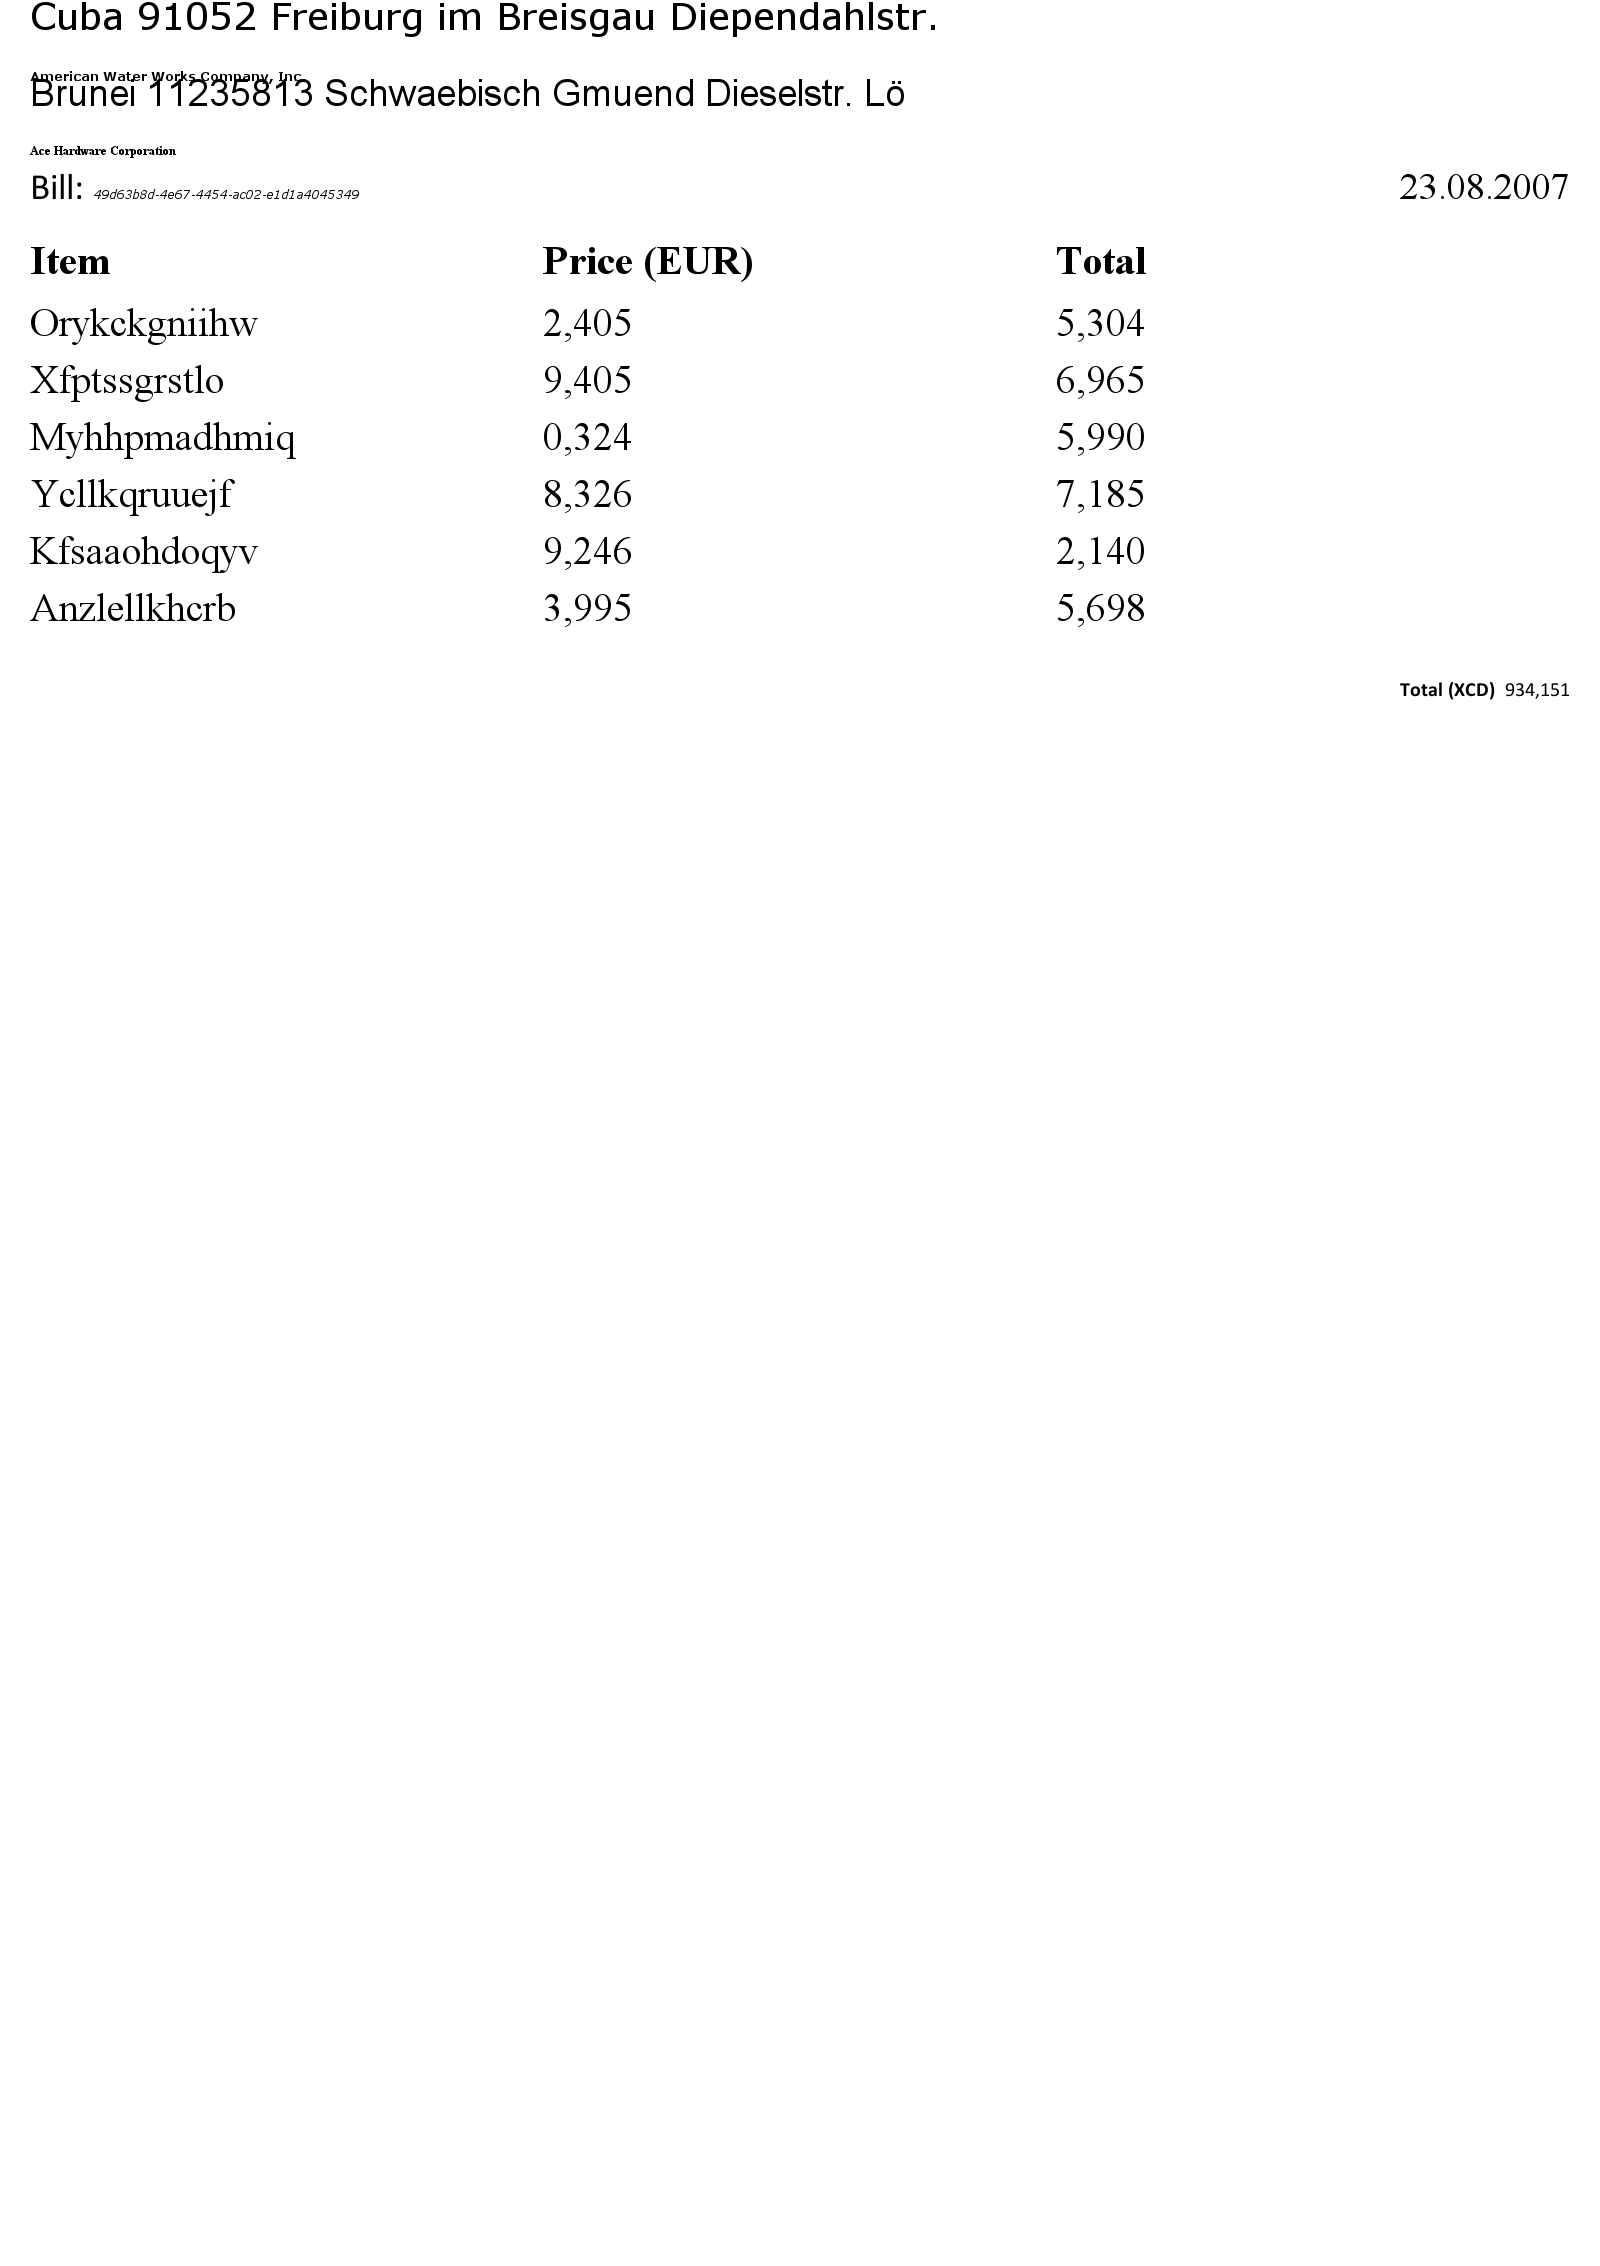 Cuba 91052 Freiburg im Breisgau Diependahlstr.
American Water Works Company, Inc
Brunei 11235813 Schwaebisch Gmuend Dieselstr. Lö
Ace Hardware Corporation
Bill: 49d63b8d-4e67-4454-ac02-e1d1a4045349 23.08.2007
Item Price (EUR) Total
Orykckgniihw 2,405 5,304
Xfptssgrstlo 9,405 6,965
Myhhpmadhmiq 0,324 5,990
Ycllkqruuejf 8,326 7,185
Kfsaaohdoqyv 9,246 2,140
Anzlellkhcrb 3,995 5,698
Total (XCD) 934,151